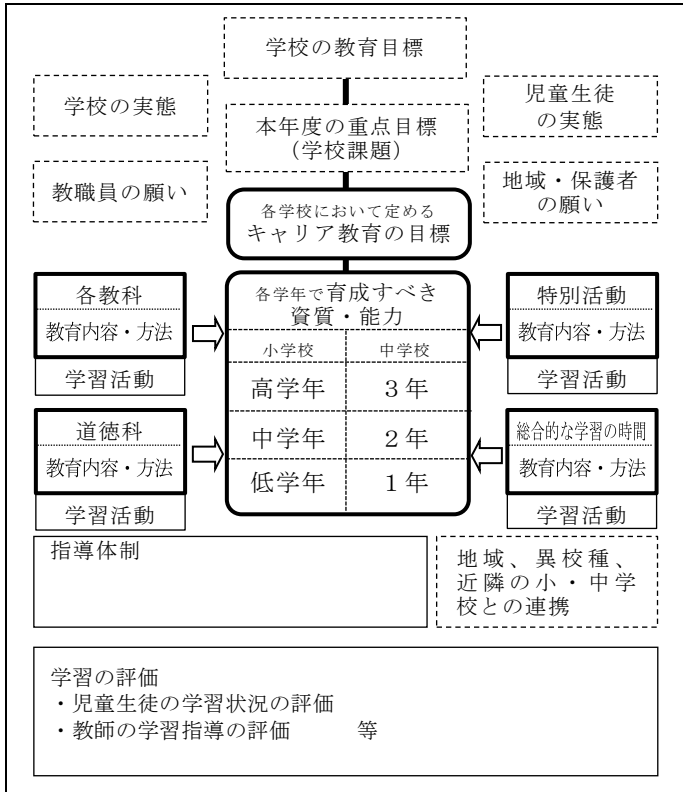 学校の教育目標
学校の実態
児童生徒
の実態
本年度の重点目標
(学校課題)
教職員の願い
地域・保護者
の願い
各学校において定める
キャリア教育の目標
各教科
教育内容・方法
学習活動
各学年で育成すべき
資質・能力
小学校 中学校
高学年 3年
中学年 2年
低学年 1年
特別活動
教育内容・方法
学習活動
道徳科
教育内容・方法
学習活動
総合的な学習の時間
教育内容・方法
学習活動
指導体制
地域、異校種、
近隣の小・中学
校との連携
学習の評価
・児童生徒の学習状況の評価
・教師の学習指導の評価 等